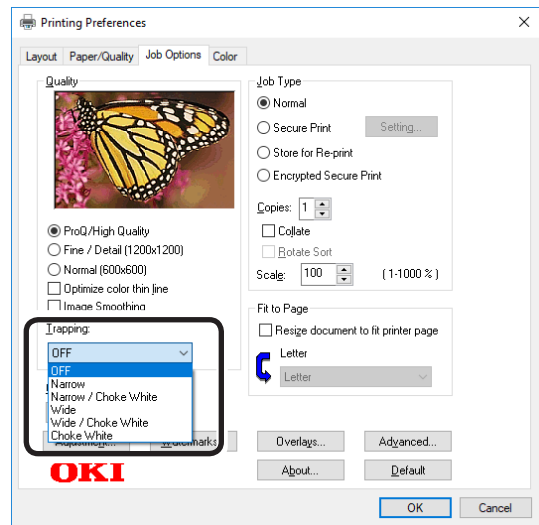 Printing Preferences
Layout Paper/Quality Job Options Color
Quality
ProQ/High Quality
Fine / Detail (1200x1200)
Normal (600x600)
Optimize color thin line
Image Smoothing
Trapping:
OFF
OFF
Narrow
Narrow / Choke White
Wide
Wide / Choke White
Choke White
Adjustment... Watermarks
OKI
Job Type
Normal
Secure Print Setting...
Store for Re-print
Encrypted Secure Print
Copies: 1
Collate
Rotate Sort
Scale: 100 (1-1000 %)
Fit to Page
Resize document to fit printer page
Letter
Letter
Overlays... Advanced...
About... Default
OK Cancel